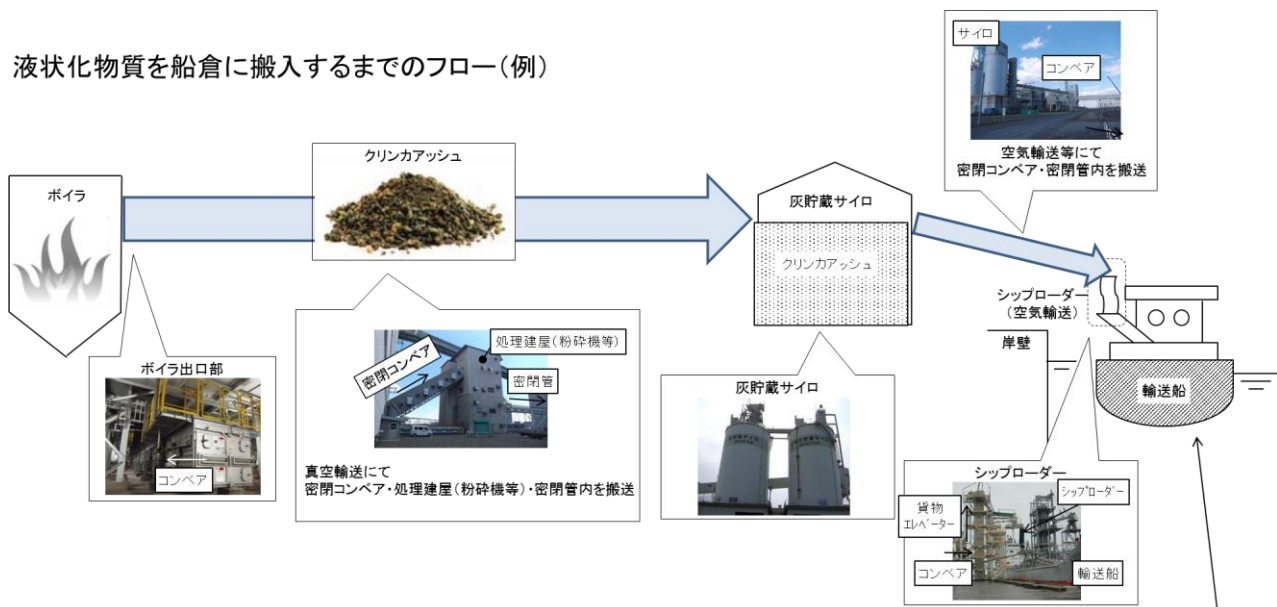 液状化物質を船倉に搬入するまでのフロー(例)
サイロ
コンベア
空気輸送等にて
密閉コンベア・密閉管内を搬送
ボイラ
クリンカアッシュ
灰貯蔵サイロ
クリンカアッシュ
シップローダー
(空気輸送)
岸壁
輸送船
ボイラ出口部
コンベア
密閉コンベア
処理建屋(粉砕機等)
密閉管
真空輸送にて
密閉コンベア・処理建屋(粉砕機等)・密閉管内を搬送
灰貯蔵サイロ
シップローダー
貨物
エレベーター
シップローダー
コンベア
輸送船